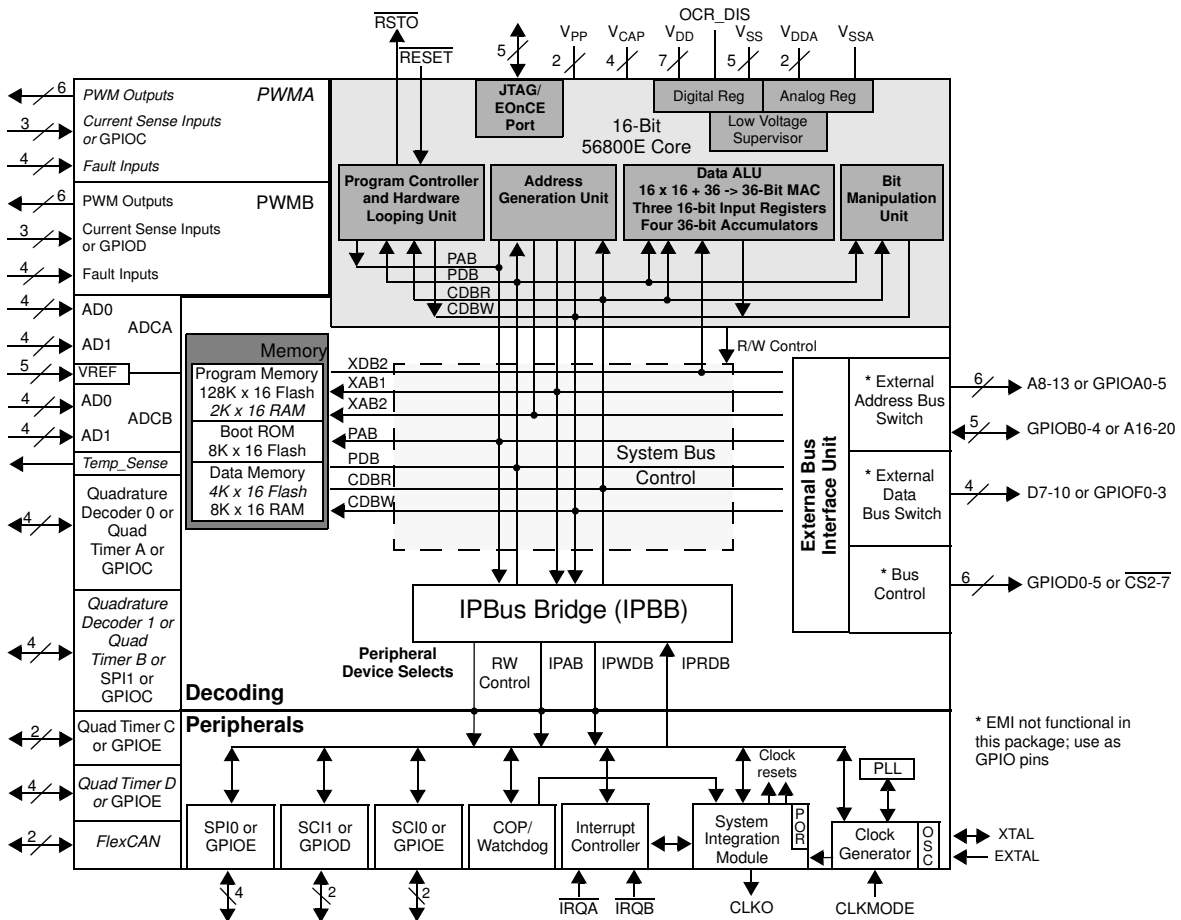 RSTO
RESET
5
VPP
2
VCAP
4
VDD
7
OCR_DIS
VSS
5
VDDA
2
VSSA
6
PWM Outputs
PWMA
3
Current Sense Inputs
or GPIOC
4
Fault Inputs
6
PWM Outputs
PWMB
3
Current Sense Inputs
or GPIOD
4
Fault Inputs
JTAG/
EOnCE
Port
Digital Reg
Analog Reg
Low Voltage
Supervisor
16-Bit
56800E Core
Program Controller
and Hardware
Looping Unit
Address
Generation Unit
Data ALU
16 x 16 + 36 -> 36-Bit MAC
Three 16-bit Input Registers
Four 36-bit Accumulators
Bit
Manipulation
Unit
PAB
PDB
CDBR
CDBW
R/W Control
4
AD0
ADCA
4
AD1
5
VREF
4
AD0
ADCB
4
AD1
Temp_Sense
4
Quadrature
Decoder 0 or
Quad
Timer A or
GPIOC
4
Quadrature
Decoder 1 or
Quad
Timer B or
SPI1 or
GPIOC
2
Quad Timer C
or GPIOE
4
Quad Timer D
or GPIOE
2
FlexCAN
Memory
Program Memory
128K x 16 Flash
2K x 16 RAM
Boot ROM
8K x 16 Flash
Data Memory
4K x 16 Flash
8K x 16 RAM
XDB2
XAB1
XAB2
PAB
PDB
CDBR
CDBW
System Bus
Control
External Bus
Interface Unit
* External
Address Bus
Switch
* External
Data
Bus Switch
* Bus
Control
6
A8-13 or GPIOA0-5
5
GPIOB0-4 or A16-20
4
D7-10 or GPIOF0-3
6
GPIOD0-5 or CS2-7
IPBus Bridge (IPBB)
Peripheral
Device Selects
RW
Control
IPAB
IPWDB
IPRDB
Decoding
Peripherals
* EMI not functional in
this package; use as
GPIO pins
Clock
resets
PLL
SPI0 or
GPIOE
SCI1 or
GPIOD
SCI0 or
GPIOE
COP/
Watchdog
Interrupt
Controller
System
Integration
Module
POR
Clock
Generator
OSC
XTAL
EXTAL
4
2
2
IRQA
IRQB
CLKO
CLKMODE